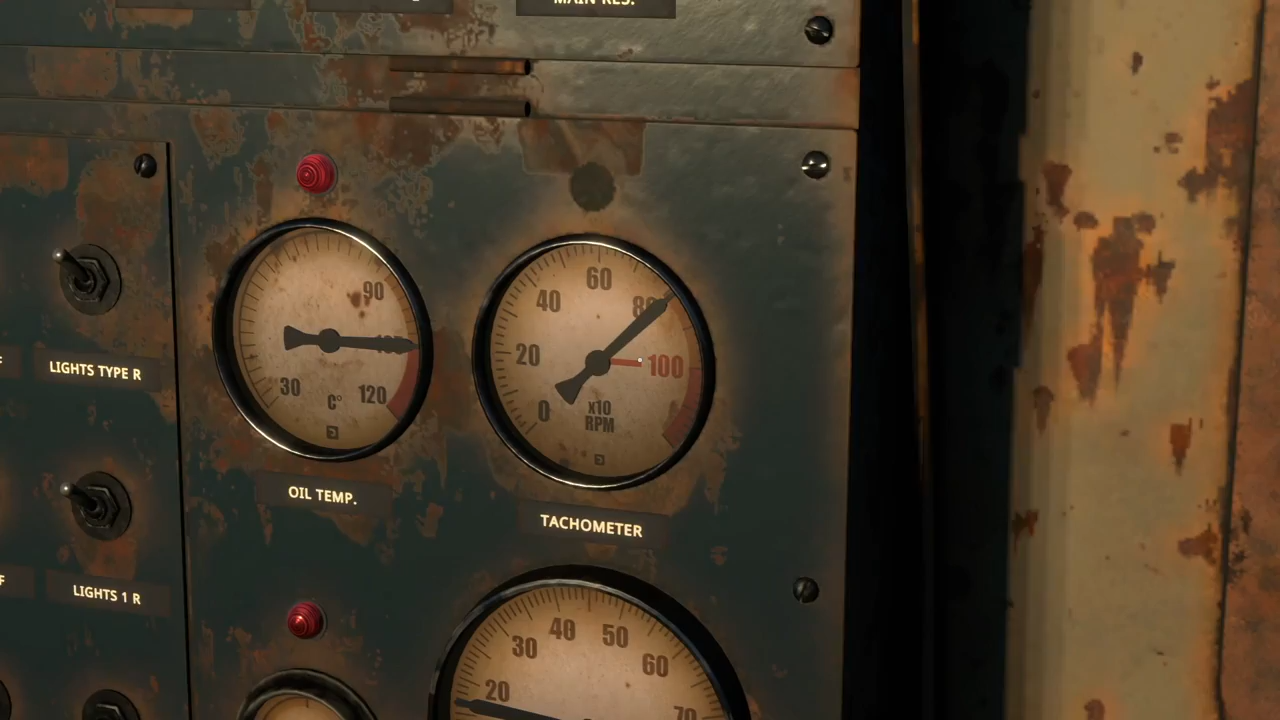 MAIN RES.
LIGHTS TYPE R
90
30
C°
120
OIL TEMP.
0
20
40
60
80
100
x10
RPM
TACHOMETER
LIGHTS 1 R
20
30
40
50
60
70